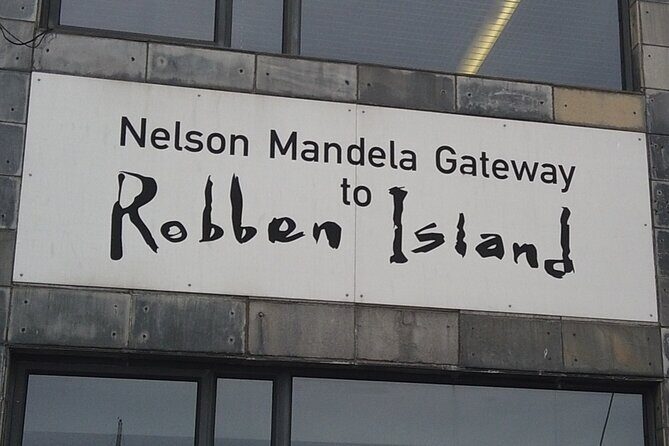 Nelson Mandela Gateway
to
Robben Island